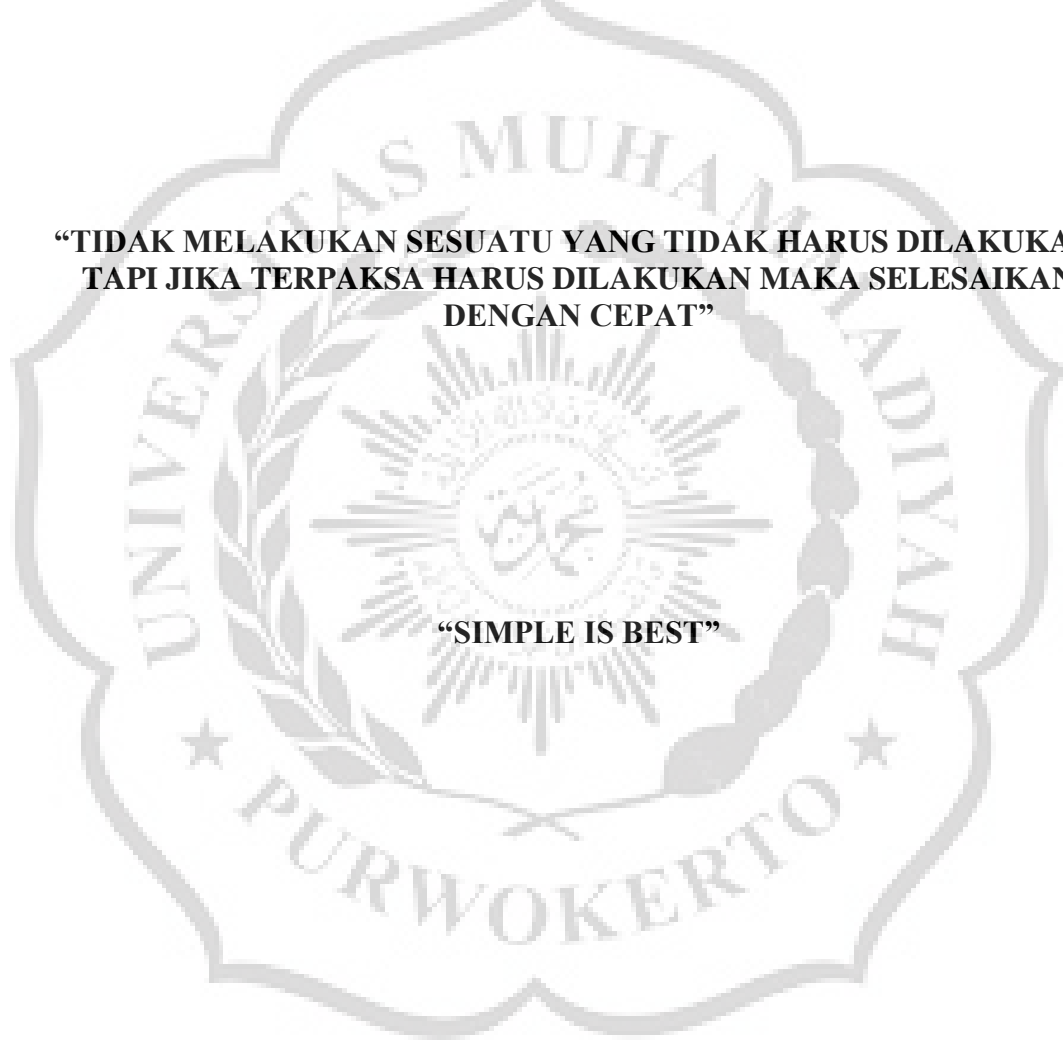 UNIVERSITAS MUHAMMADIYAH
“TIDAK MELAKUKAN SESUATU YANG TIDAK HARUS
TAPI JIKA TERPAKSA HARUS DILAKUKAN MAKA SELESAIKAN
DENGAN CEPAT”
“SIMPLE IS BEST”
PURWOKERTO